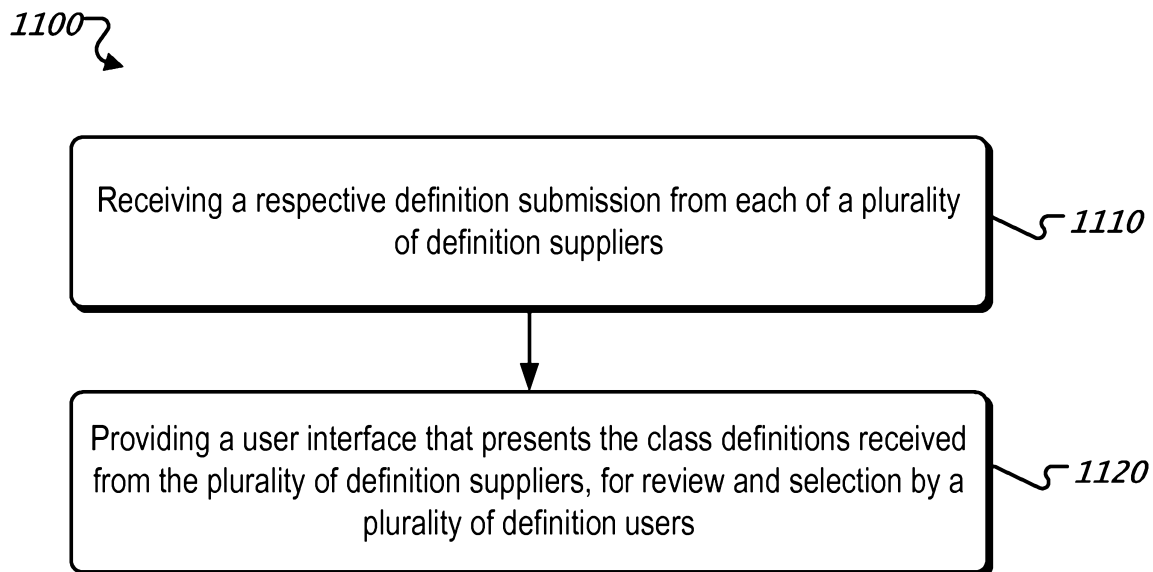 1100
Receiving a respective definition submission from each of a plurality
of definition suppliers
1110
Providing a user interface that presents the class definitions received
from the plurality of definition suppliers, for review and selection by a
plurality of definition users
1120